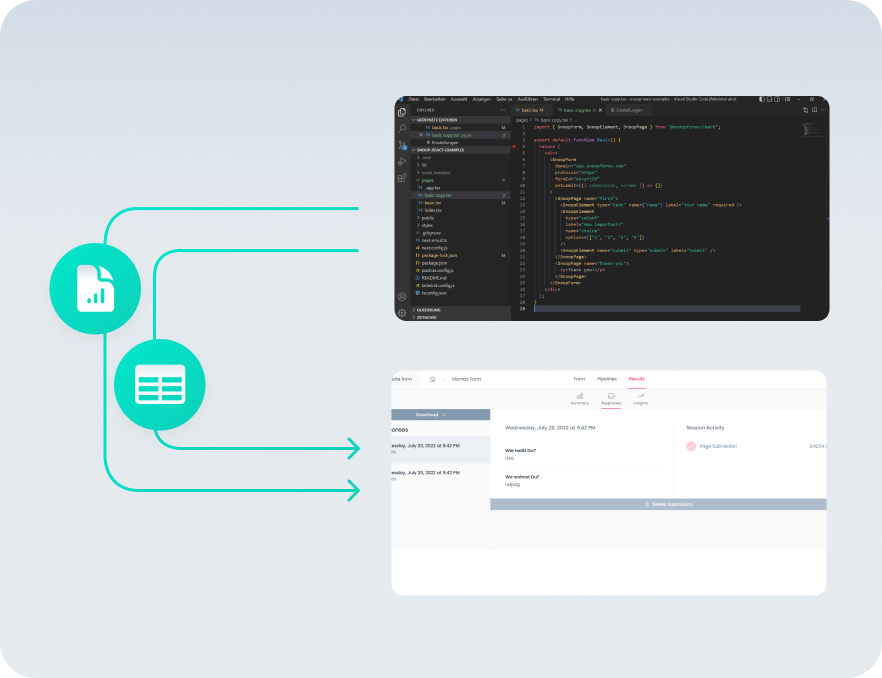 Datei Bearbeiten Auswahl Anzeigen Gehe zu Ausführen Terminal Hilfe
basic copy.tsx - snoop-react-examples - Visual Studio Code [Administrator]
EXPLORER
GEÖFFNETE EDITOREN
basic.tsx pages M
basic copy.tsx pages U
Einstellungen
SNOOP-REACT-EXAMPLES
.next
lib
node_modules
pages
_app.tsx
basic copy.tsx U
basic.tsx M
index.tsx
public
styles
.gitignore
next-env.d.ts
next.config.js
package-lock.json M
package.json
postcss.config.js
README.md
tailwind.config.js
tsconfig.json
GLIEDERUNG
ZEITACHSE
basic.tsx M
basic copy.tsx U
Einstellungen
pages > basic copy.tsx > ...
1 import { SnoopForm, SnoopElement, SnoopPage } from "@snoopforms/react";
2
3 export default function Basic() {
4 return (
5 <div>
6 <SnoopForm
7 domain="app.snoopforms.com"
8 protocol="https"
9
10
11 >
12 <SnoopPage name="first">
13 <SnoopElement type="text" name={"name"} label="Your name" required />
14 <SnoopElement
15 type="select"
16 label="How important?"
17 name="choice"
18 options={["1", "2", "3", "4"]}
19 />
20 <SnoopElement name="submit" type="submit" label="Submit" />
21 </SnoopPage>
22 <SnoopPage name="thank-you">
23 <p>Thank you!</p>
24 </SnoopPage>
25 </SnoopForm>
26 </div>
27 );
28 }
29
ate form / Mamas Form
Form Pipelines Results
Summary Responses Insights
Download
onses
esday, July 20, 2022 at 9:42 PM
esday, July 20, 2022 at 9:42 PM
Wednesday, July 20, 2022 at 9:42 PM
Wie heißt Du?
Lisa
Wo wohnst Du?
Leipzig
Session Activity
Page Submission
Delete Submission